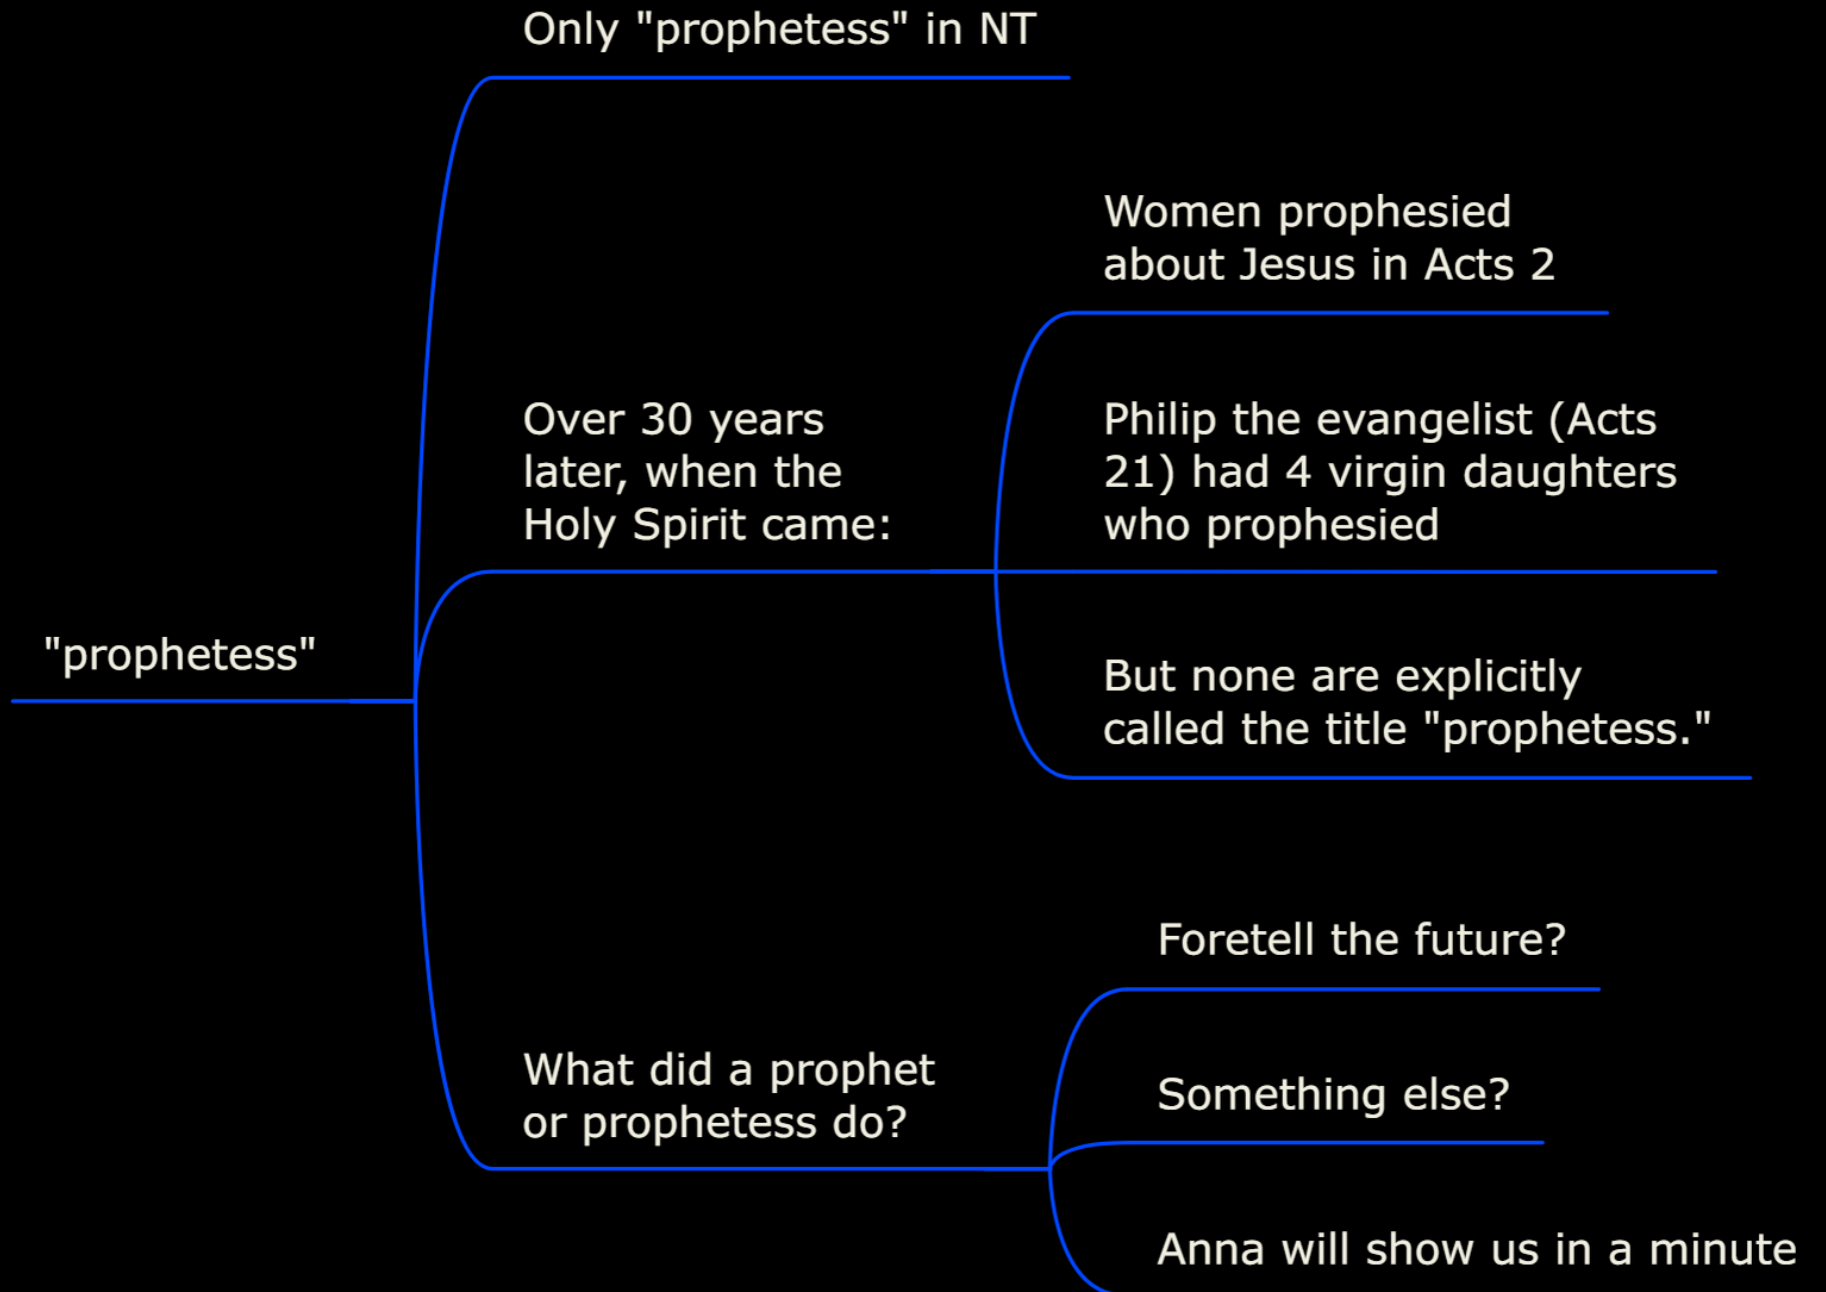 Only "prophetess" in NT
Women prophesied
about Jesus in Acts 2
Over 30 years
later, when the
Holy Spirit came:
Philip the evangelist (Acts
21) had 4 virgin daughters
who prophesied
"prophetess"
But none are explicitly
called the title "prophetess."
Foretell the future?
What did a prophet
or prophetess do?
Something else?
Anna will show us in a minute